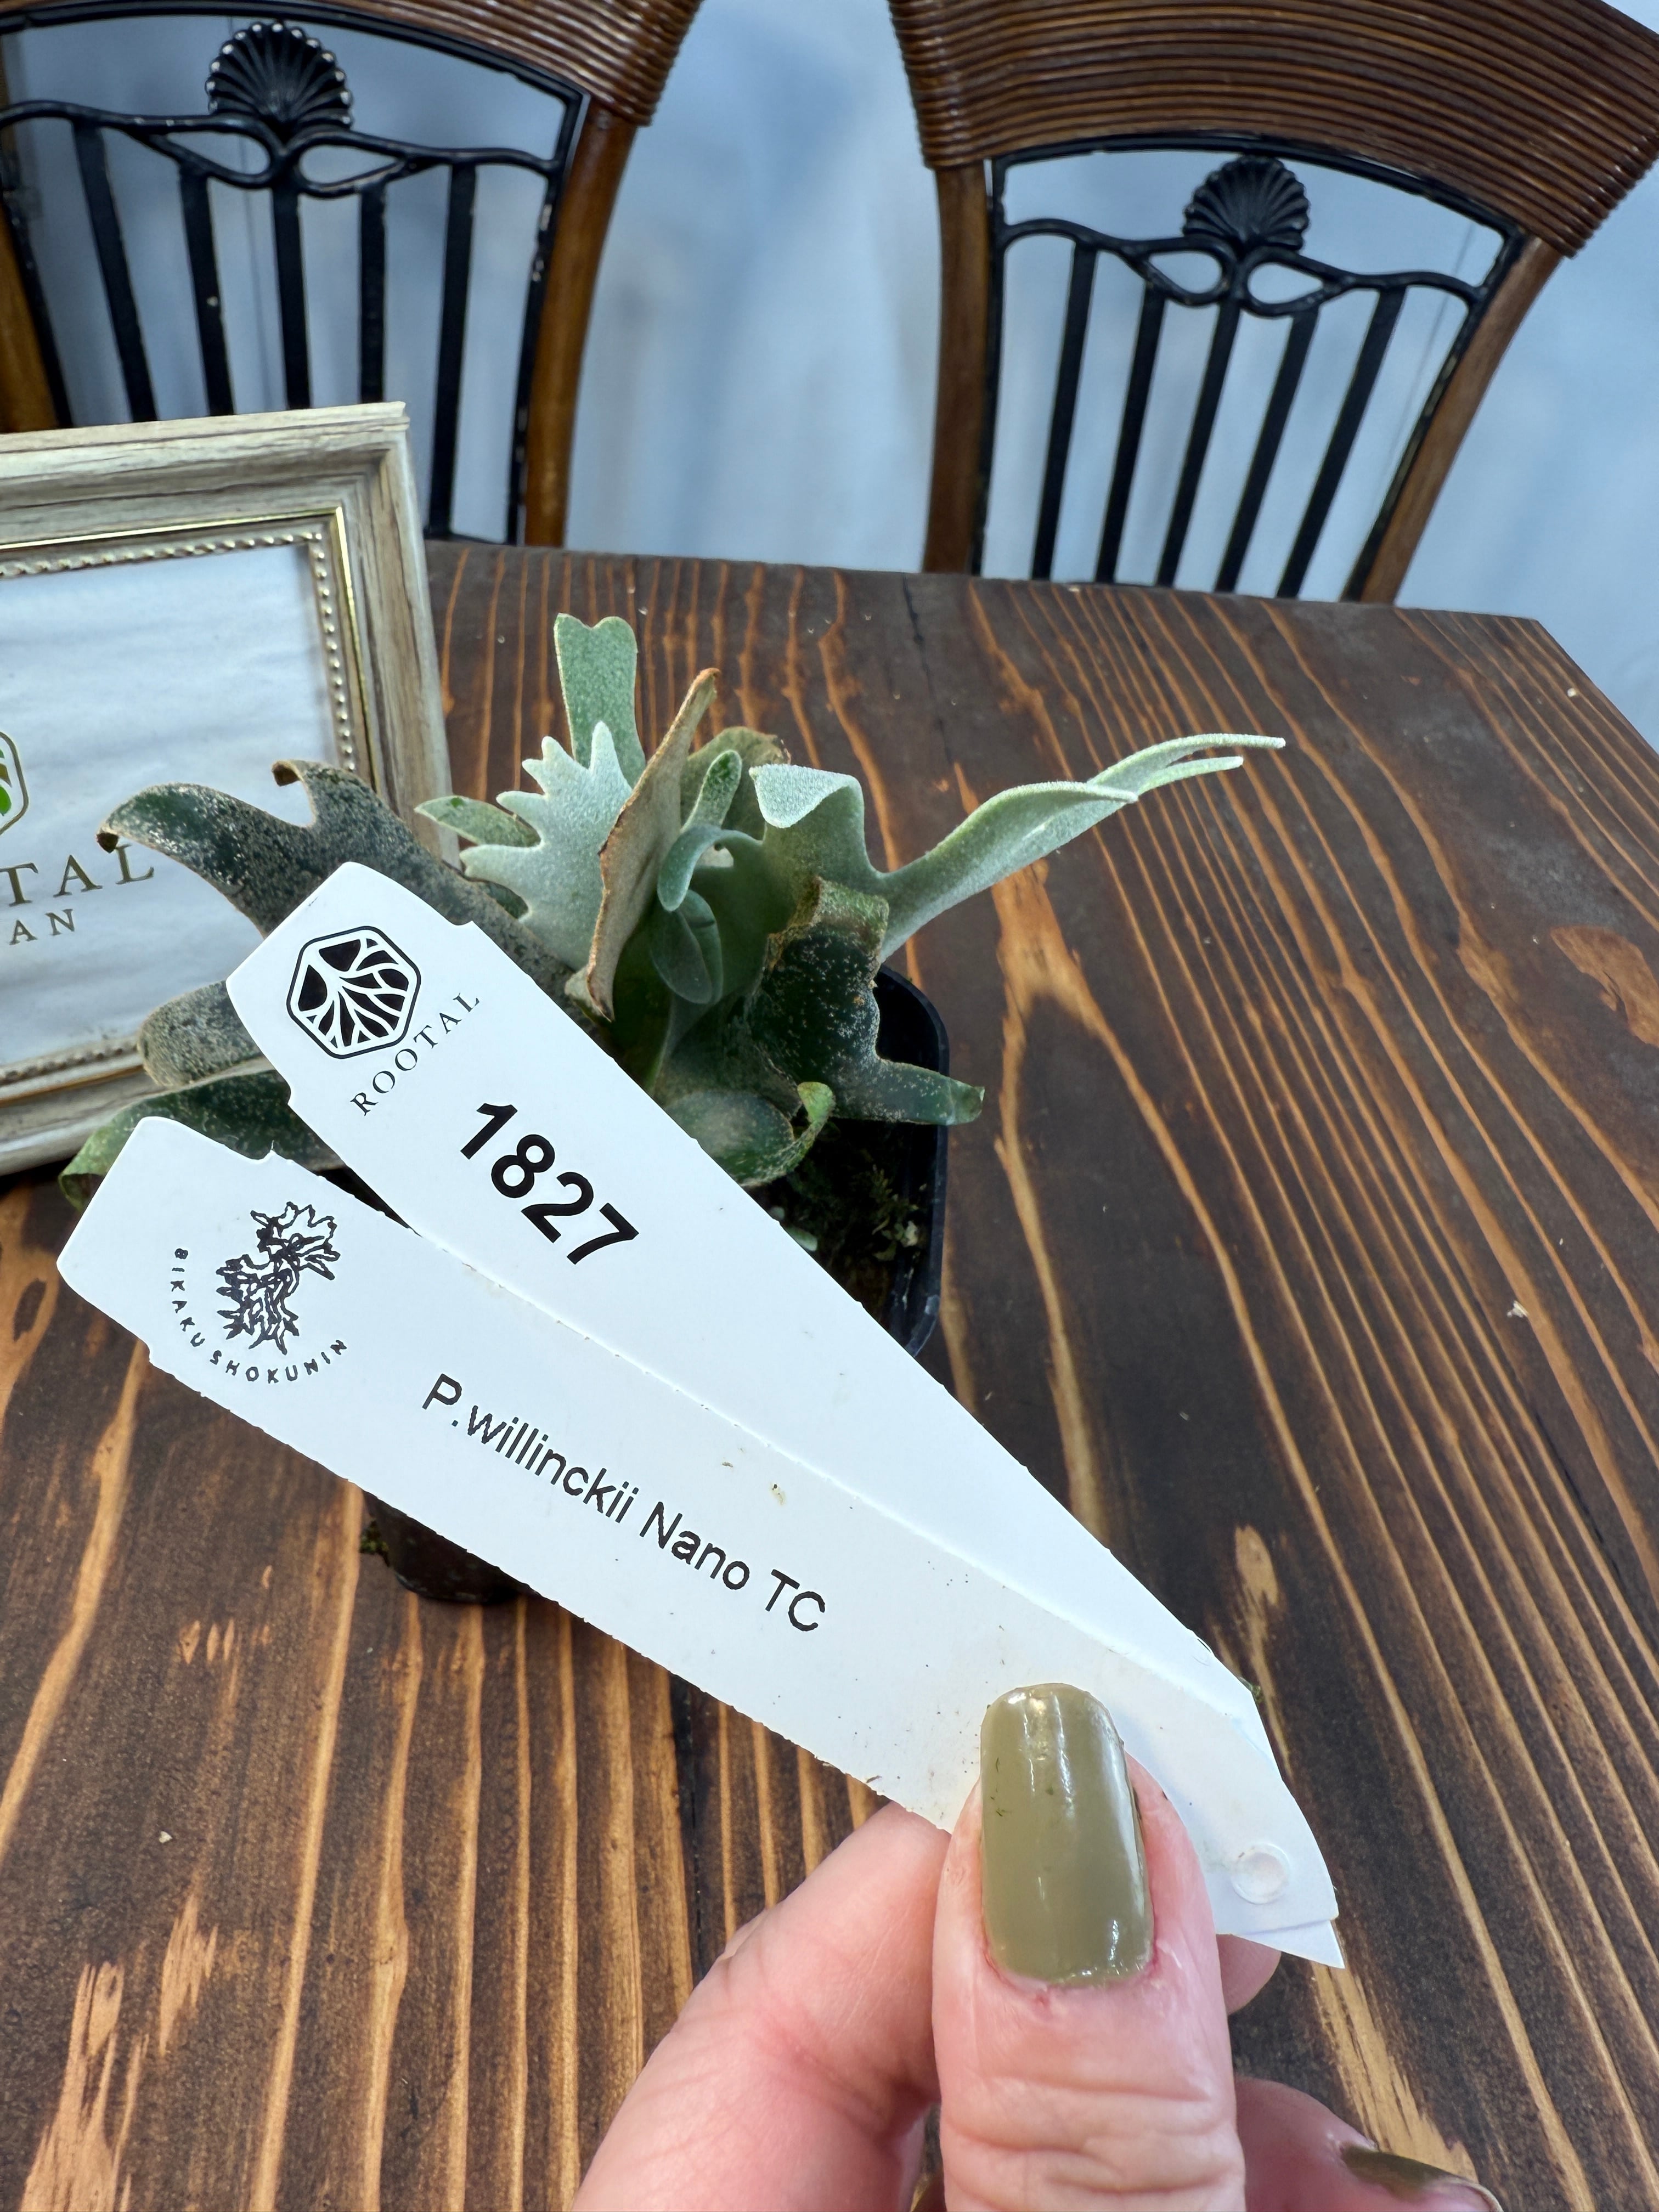 TAL
AN
ROOTAL
1827
BIKAKU SHOKUNIN
P.willinckii Nano TC